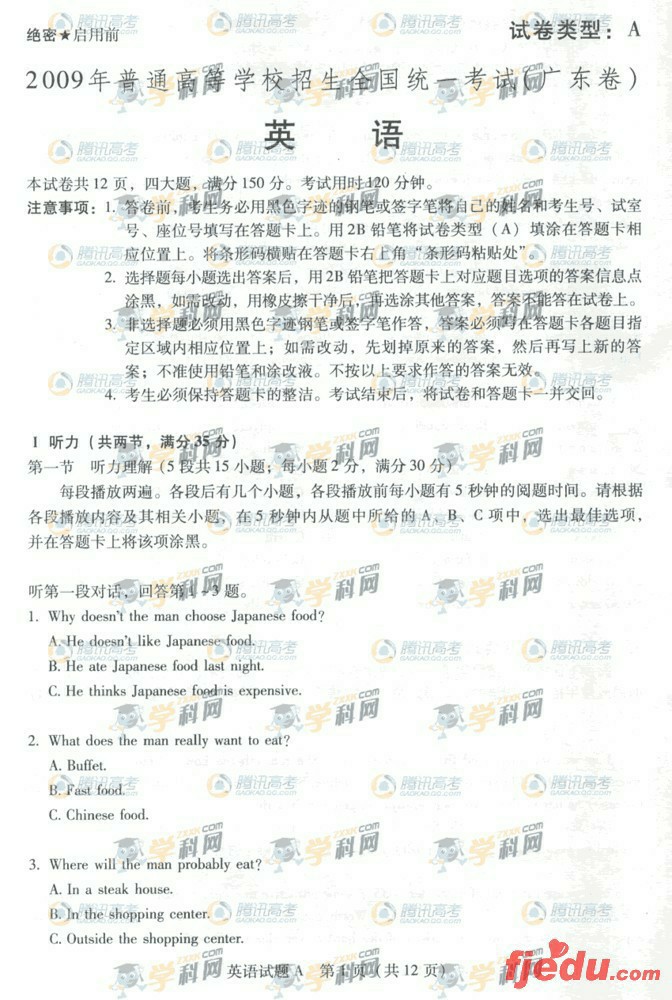 绝密★启用前
试卷类型：A
2009年普通高等学校招生全国统一考试(广东卷)
英 语
本试卷共12页，四大题，满分150分。考试用时120分钟。
注意事项：1. 答卷前，考生务必用黑色字迹的钢笔或签字笔将自己的姓名和考生号、试室
号、座位号填写在答题卡上。用2B铅笔将试卷类型（A）填涂在答题卡相
应位置上。将条形码横贴在答题卡右上角“条形码粘贴处”。
2. 选择题每小题选出答案后，用2B铅笔把答题卡上对应题目选项的答案信息点
涂黑，如需改动，用橡皮擦干净后，再选涂其他答案，答案不能答在试卷上。
3. 非选择题必须用黑色字迹钢笔或签字笔作答，答案必须写在答题卡各题目指
定区域内相应位置上；如需改动，先划掉原来的答案，然后再写上新的答
案；不准使用铅笔和涂改液。不按以上要求作答的答案无效。
4. 考生必须保持答题卡的整洁。考试结束后，将试卷和答题卡一并交回。
I 听力（共两节，满分35分）
第一节 听力理解（5段共15小题；每小题2分，满分30分）
每段播放两遍。各段后有几个小题，各段播放前每小题有5秒钟的阅题时间。请根据
各段播放内容及其相关小题，在5秒钟内从题中所给的A、B、C项中，选出最佳选项，
并在答题卡上将该项涂黑。
听第一段对话，回答第1～3题。
1. Why doesn't the man choose Japanese food?
A. He doesn't like Japanese food.
B. He ate Japanese food last night.
C. He thinks Japanese food is expensive.
2. What does the man really want to eat?
A. Buffet.
B. Fast food.
C. Chinese food.
3. Where will the man probably eat?
A. In a steak house.
B. In the shopping center.
C. Outside the shopping center.
英语试题A 第1页（共12页）
fjedu.com